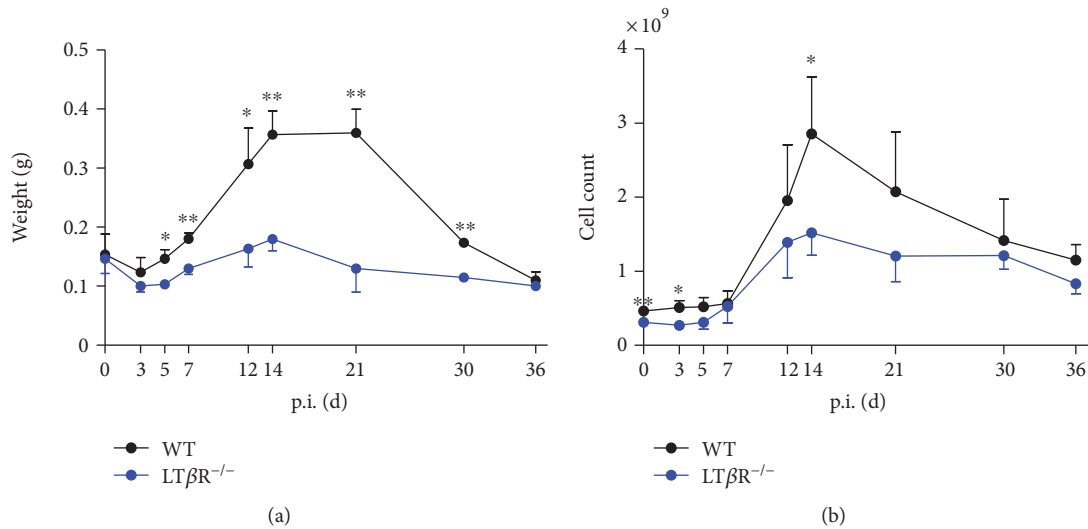 0.5
0.4
0.3
0.2
0.1
0
Weight (g)
* ** * ** ** **
0 3 5 7 12 14 21 30 36
p.i. (d)
WT
LTβR−/−
(a)
×10⁹
4
3
2
1
0
Cell count
** * *
0 3 5 7 12 14 21 30 36
p.i. (d)
WT
LTβR−/−
(b)